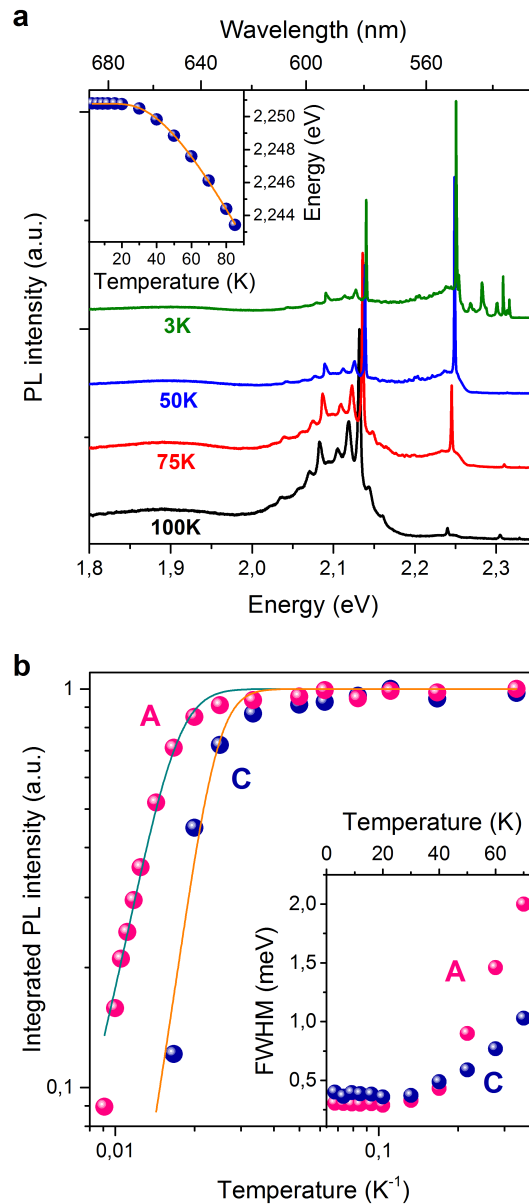 a
Wavelength (nm)
680 640 600 560
PL intensity (a.u.)
2,250
2,248
2,246
2,244
Energy (eV)
20 40 60 80
Temperature (K)
3K
50K
75K
100K
1,8 1,9 2,0 2,1 2,2 2,3
Energy (eV)
b
Integrated PL intensity (a.u.)
1
0,1
A
C
Temperature (K)
0 20 40 60
FWHM (meV)
2,0
1,5
1,0
0,5
A
C
0,01 0,1
Temperature (K-1)